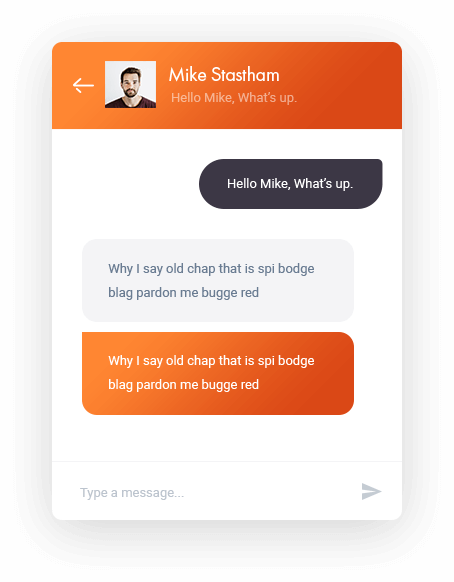 Mike Stastham
Hello Mike, What's up.
Hello Mike, What's up.
Why I say old chap that is spi bodge
blag pardon me bugge red
Why I say old chap that is spi bodge
blag pardon me bugge red
Type a message...